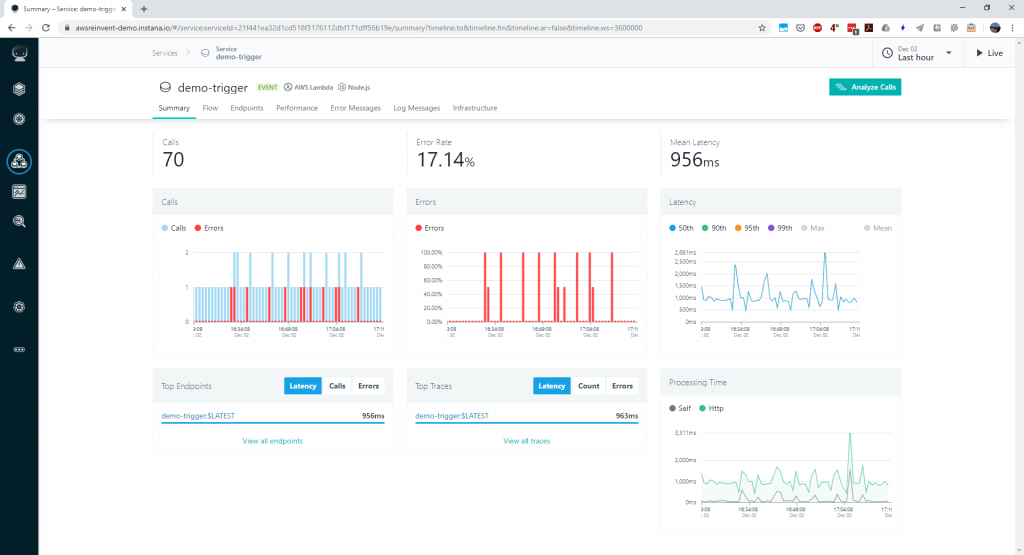 Summary – Service: demo-trigg
awsreinvent-demo.instana.io/#/service;serviceId=21f441ea32d1cd518f3176112dbf171dff56b19e/summary?timeline.to&timeline.fm&timeline.ar=false&timeline.ws=3600000
Services
Service
demo-trigger
Dec 02
Last hour
Live
demo-trigger
EVENT
AWS Lambda
Node.js
Analyze Calls
Summary Flow Endpoints Performance Error Messages Log Messages Infrastructure
Calls
70
Error Rate
17.14%
Mean Latency
956ms
Calls
Calls Errors
2
1
0
16:34:08 16:49:08 17:04:08
Dec 02 Dec 02 Dec 02
Errors
Errors
100.00%
80.00%
60.00%
40.00%
20.00%
0.00%
16:34:08 16:49:08 17:04:08
Dec 02 Dec 02 Dec 02
Latency
50th 90th 95th 99th Max Mean
2,881ms
2,500ms
2,000ms
1,500ms
1,000ms
500ms
0ms
16:34:08 16:49:08 17:04:08
Dec 02 Dec 02 Dec 02
Top Endpoints
Latency Calls Errors
demo-trigger:$LATEST 956ms
View all endpoints
Top Traces
Latency Count Errors
demo-trigger:$LATEST 963ms
View all traces
Processing Time
Self Http
3,311ms
2,000ms
1,000ms
0ms
16:34:08 16:49:08 17:04:08
Dec 02 Dec 02 Dec 02